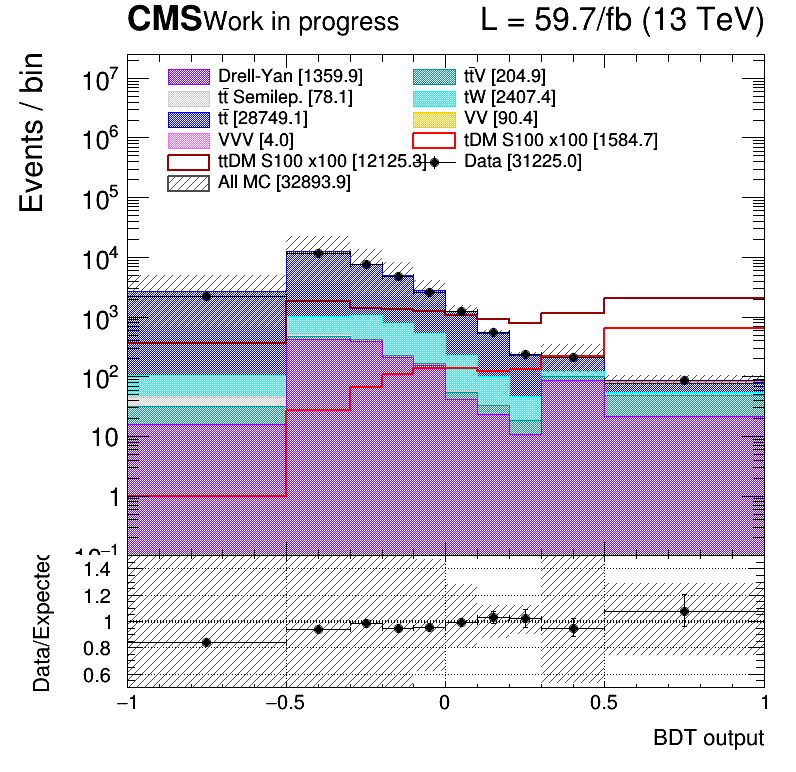 CMS Work in progress L = 59.7/fb (13 TeV)
Events / bin
Drell-Yan [1359.9] tt̄V [204.9]
tt̄ Semilep. [78.1] tW [2407.4]
tt̄ [28749.1] VV [90.4]
VVV [4.0] tDM S100 x100 [1584.7]
ttDM S100 x100 [12125.3] Data [31225.0]
All MC [32893.9]
10⁷
10⁶
10⁵
10⁴
10³
10²
10
1
10⁻¹
Data/Expected
1.4
1.2
1
0.8
0.6
−1 −0.5 0 0.5 1
BDT output